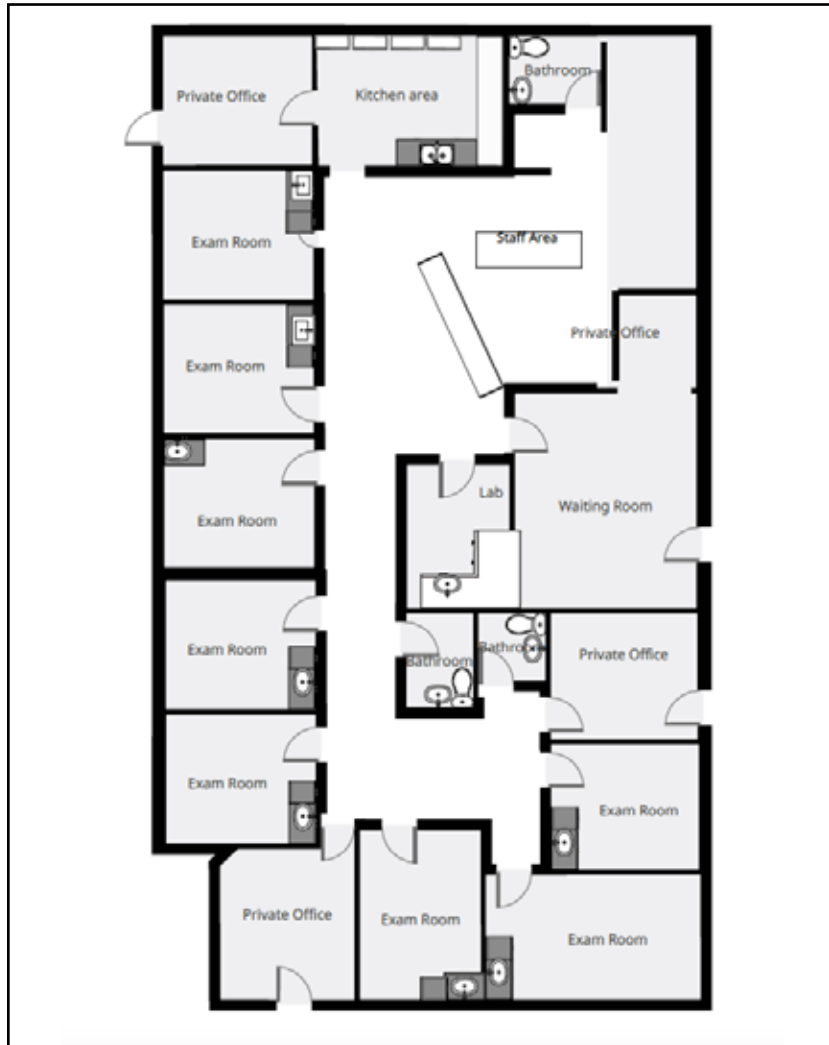 Bathroom
Private Office
Kitchen area
Staff Area
Exam Room
Private Office
Exam Room
Lab
Waiting Room
Exam Room
Exam Room
Bathroom
Bathroom
Private Office
Exam Room
Exam Room
Private Office
Exam Room
Exam Room